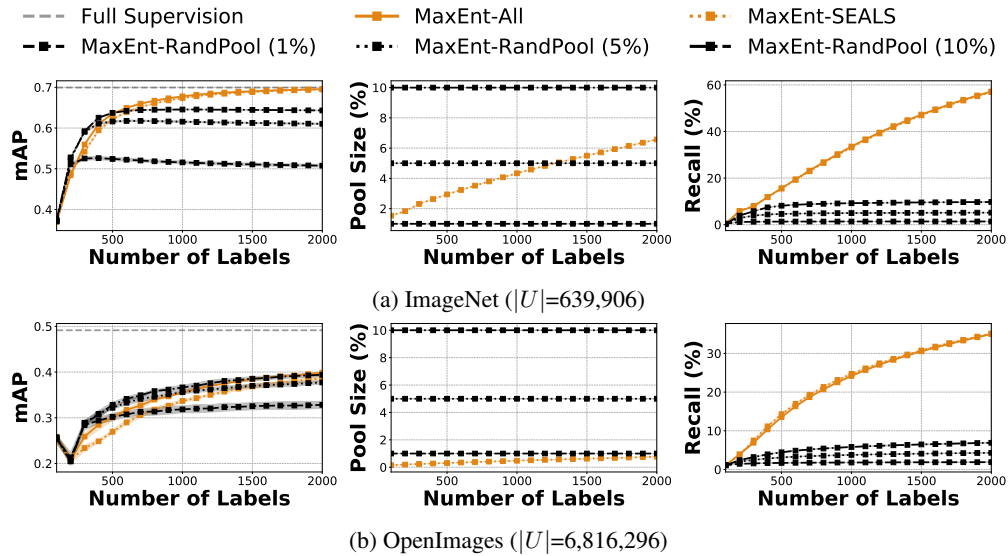 Full Supervision MaxEnt-All MaxEnt-SEALS
MaxEnt-RandPool (1%) MaxEnt-RandPool (5%) MaxEnt-RandPool (10%)
mAP
0.7
0.6
0.5
0.4
500 1000 1500 2000
Number of Labels
Pool Size (%)
10
8
6
4
2
500 1000 1500 2000
Number of Labels
Recall (%)
60
40
20
0
500 1000 1500 2000
Number of Labels
(a) ImageNet (|U|=639,906)
mAP
0.5
0.4
0.3
0.2
500 1000 1500 2000
Number of Labels
Pool Size (%)
10
8
6
4
2
0
500 1000 1500 2000
Number of Labels
Recall (%)
30
20
10
0
500 1000 1500 2000
Number of Labels
(b) OpenImages (|U|=6,816,296)